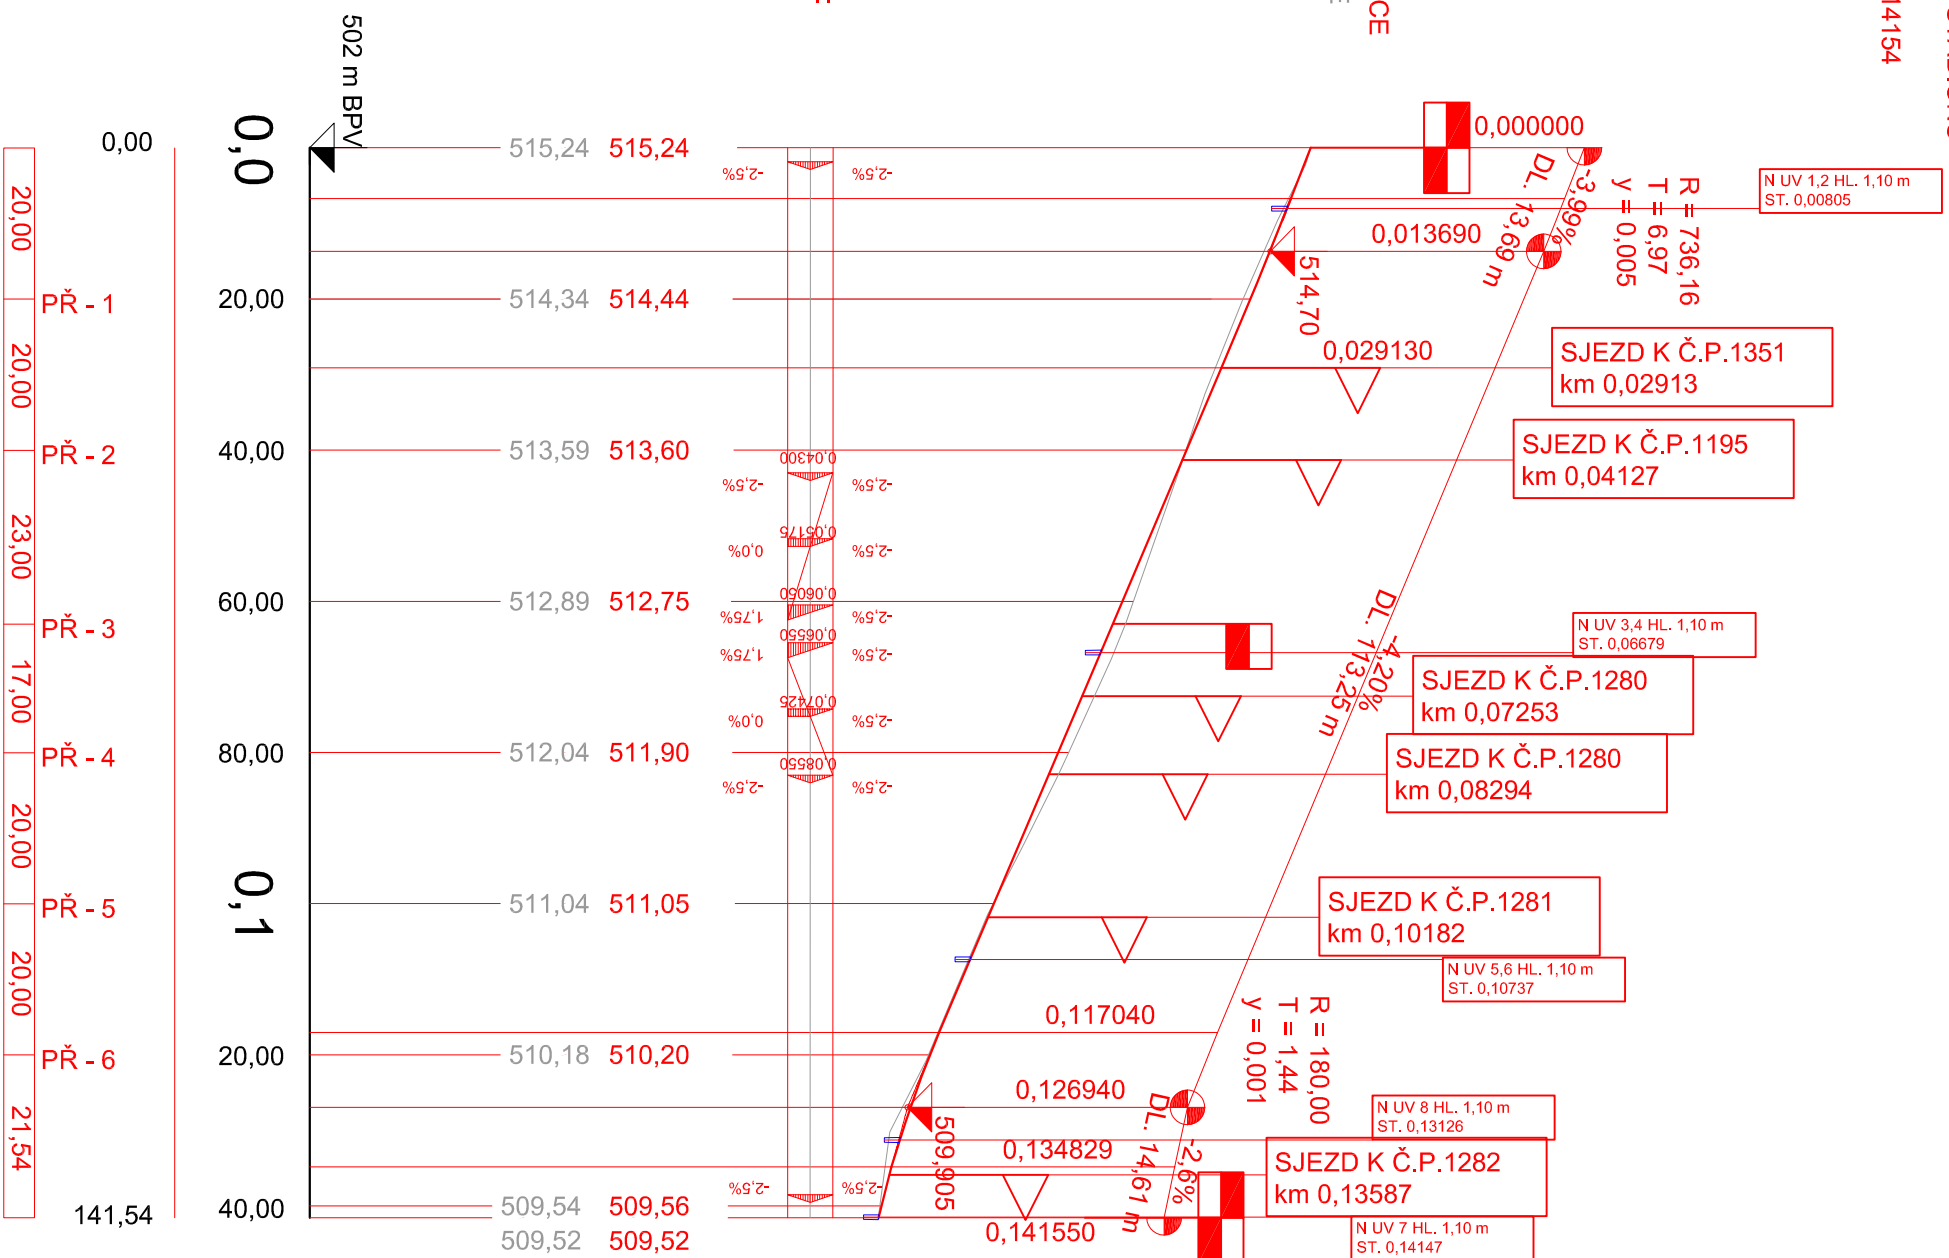 CE
14154
502 m BPV
0,00
0,0
515,24 515,24
-2,5% -2,5%
0,000000
-3,99%
DL. 13,69 m
R = 736,16
T = 6,97
y = 0,005
N UV 1,2 HL. 1,10 m
ST. 0,00805
0,013690
514,70
20,00
PŘ - 1
20,00
514,34 514,44
0,029130
SJEZD K Č.P.1351
km 0,02913
20,00
PŘ - 2
40,00
513,59 513,60
0,04300
-2,5% -2,5%
SJEZD K Č.P.1195
km 0,04127
23,00
0,05175
0,0% -2,5%
60,00
512,89 512,75
0,06050
1,75% -2,5%
PŘ - 3
0,06550
1,75% -2,5%
-4,20%
DL. 113,25 m
N UV 3,4 HL. 1,10 m
ST. 0,06679
SJEZD K Č.P.1280
km 0,07253
17,00
0,07425
0,0% -2,5%
PŘ - 4
80,00
512,04 511,90
0,08550
-2,5% -2,5%
SJEZD K Č.P.1280
km 0,08294
20,00
0,1
PŘ - 5
511,04 511,05
SJEZD K Č.P.1281
km 0,10182
N UV 5,6 HL. 1,10 m
ST. 0,10737
20,00
0,117040
R = 180,00
T = 1,44
y = 0,001
PŘ - 6
20,00
510,18 510,20
0,126940
509,905
N UV 8 HL. 1,10 m
ST. 0,13126
21,54
0,134829
-2,6%
DL. 14,61 m
SJEZD K Č.P.1282
km 0,13587
-2,5% -2,5%
141,54
40,00
509,54 509,56
509,52 509,52
0,141550
N UV 7 HL. 1,10 m
ST. 0,14147